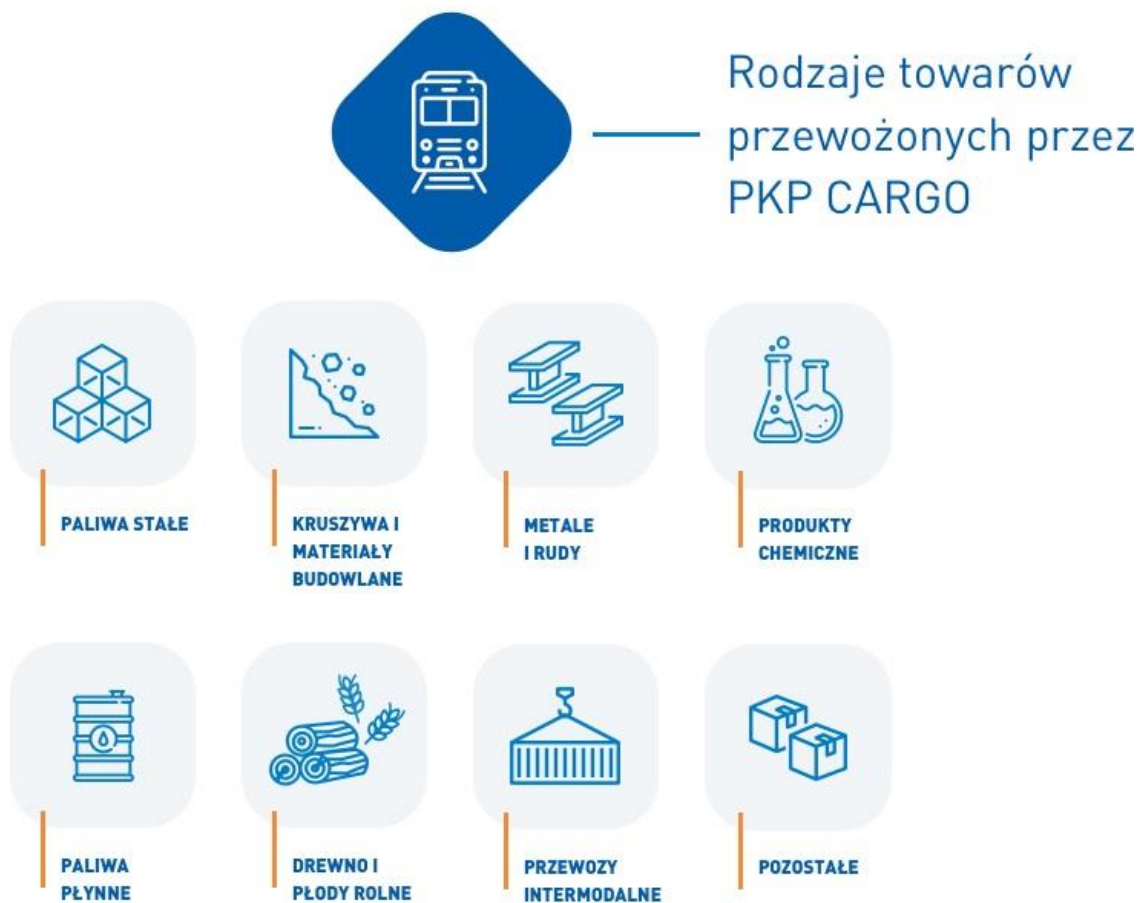 Rodzaje towarów
przewożonych przez
PKP CARGO
PALIWA STAŁE
KRUSZYWA I
MATERIAŁY
BUDOWLANE
METALE
I RUDY
PRODUKTY
CHEMICZNE
PALIWA
PŁYNNE
DREWNO I
PŁODY ROLNE
PRZEWOZY
INTERMODALNE
POZOSTAŁE